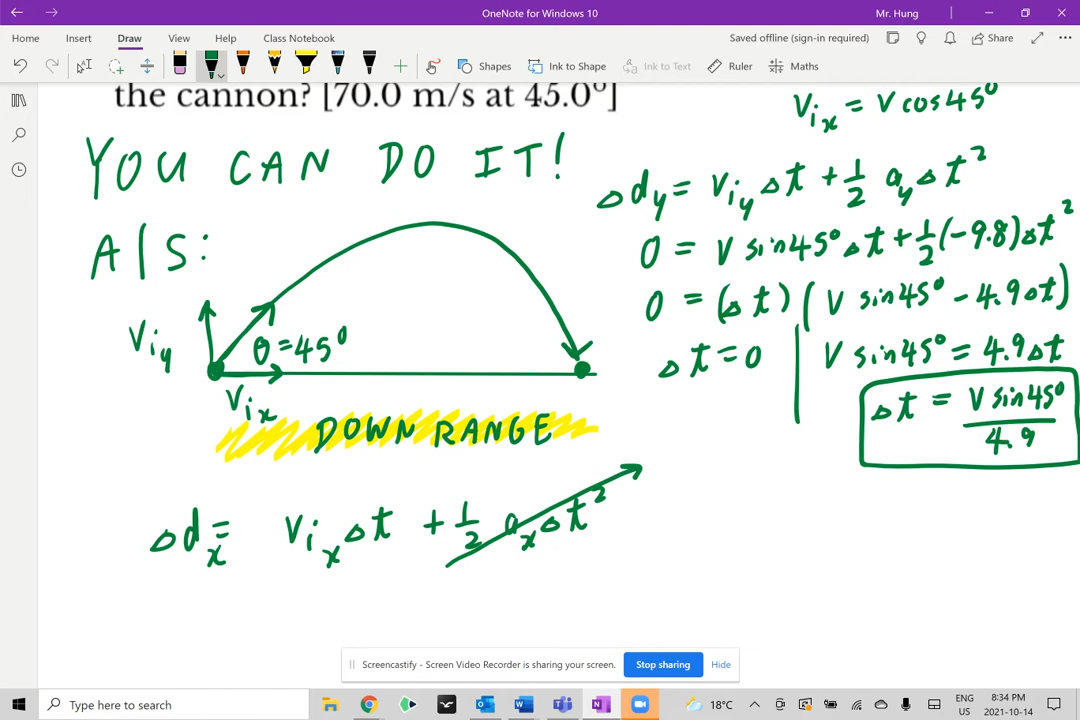 OneNote for Windows 10
Mr. Hung
Home Insert Draw View Help Class Notebook
Saved offline (sign-in required) Share
Shapes Ink to Shape Ink to Text Ruler Maths
the cannon? [70.0 m/s at 45.0º]
YOU CAN DO IT!
A/S:
Viy
θ = 45°
Vix
DOWN RANGE
Δdx = Vix Δt + 1/2 ax Δt²
Vix = V cos45°
Δdy = Viy Δt + 1/2 ay Δt²
0 = V sin45° Δt + 1/2 (-9.8) Δt²
0 = (Δt) (V sin45° - 4.9Δt)
Δt = 0 | V sin45° = 4.9Δt
Δt = V sin45° / 4.9
Screencastify - Screen Video Recorder is sharing your screen. Stop sharing Hide
Type here to search
18°C
ENG
US
8:34 PM
2021-10-14